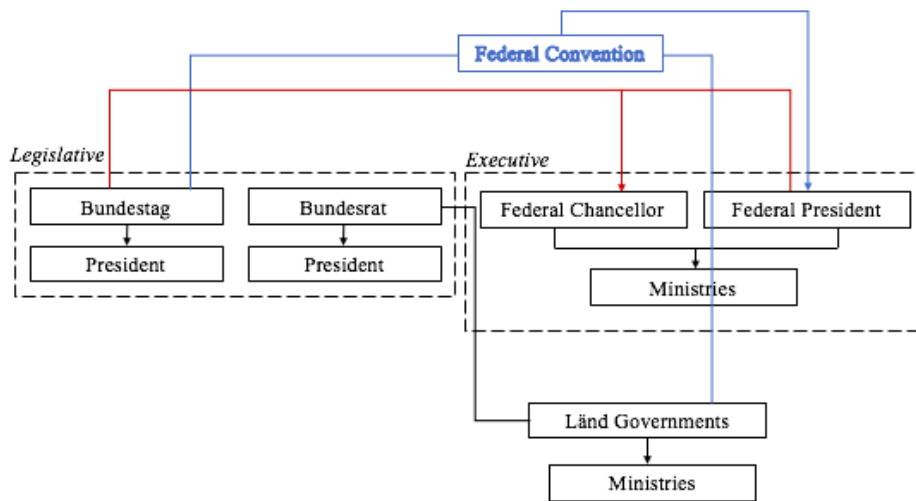 Federal Convention
Legislative
Executive
Bundestag
Bundesrat
Federal Chancellor
Federal President
President
President
Ministries
Länd Governments
Ministries